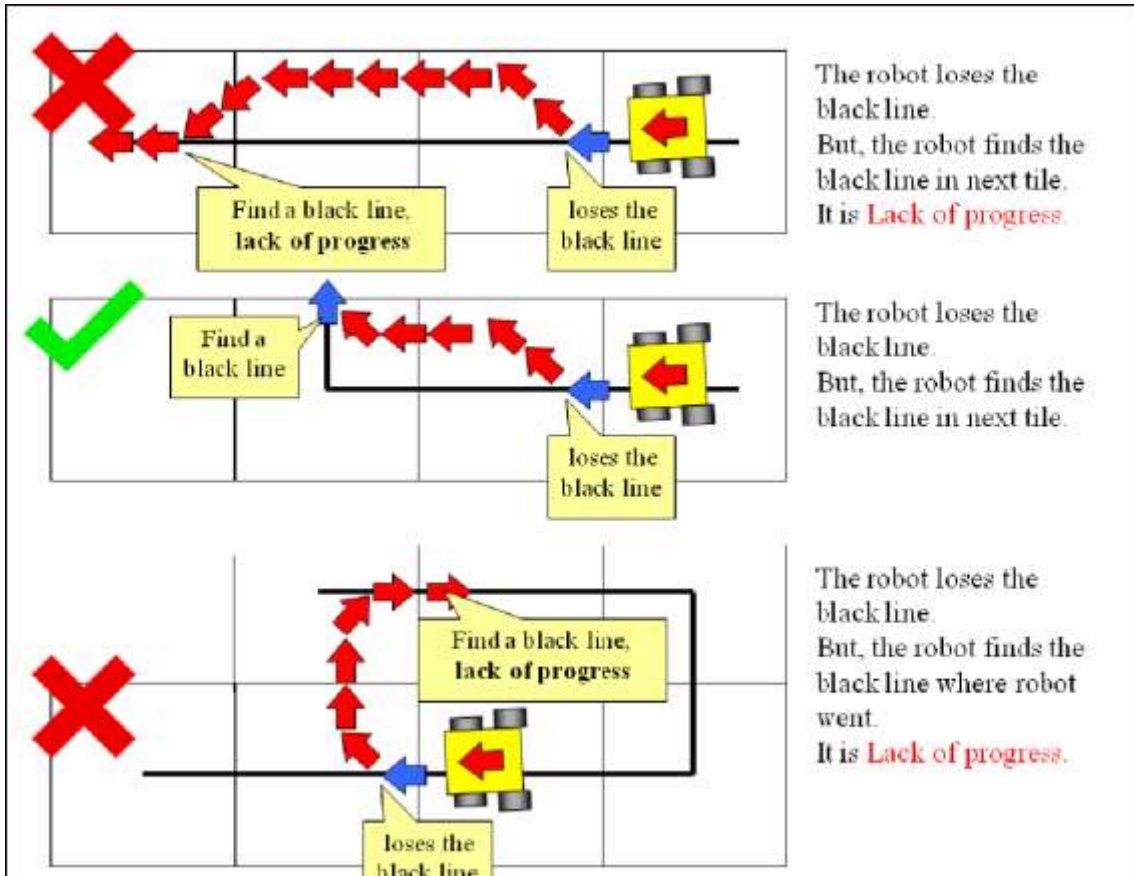 The robot loses the
black line.
But, the robot finds the
black line in next tile.
It is Lack of progress.
Find a black line,
lack of progress
loses the
black line
The robot loses the
black line.
But, the robot finds the
black line in next tile.
Find a
black line
loses the
black line
The robot loses the
black line.
But, the robot finds the
black line where robot
went.
It is Lack of progress.
Find a black line,
lack of progress
loses the
black line